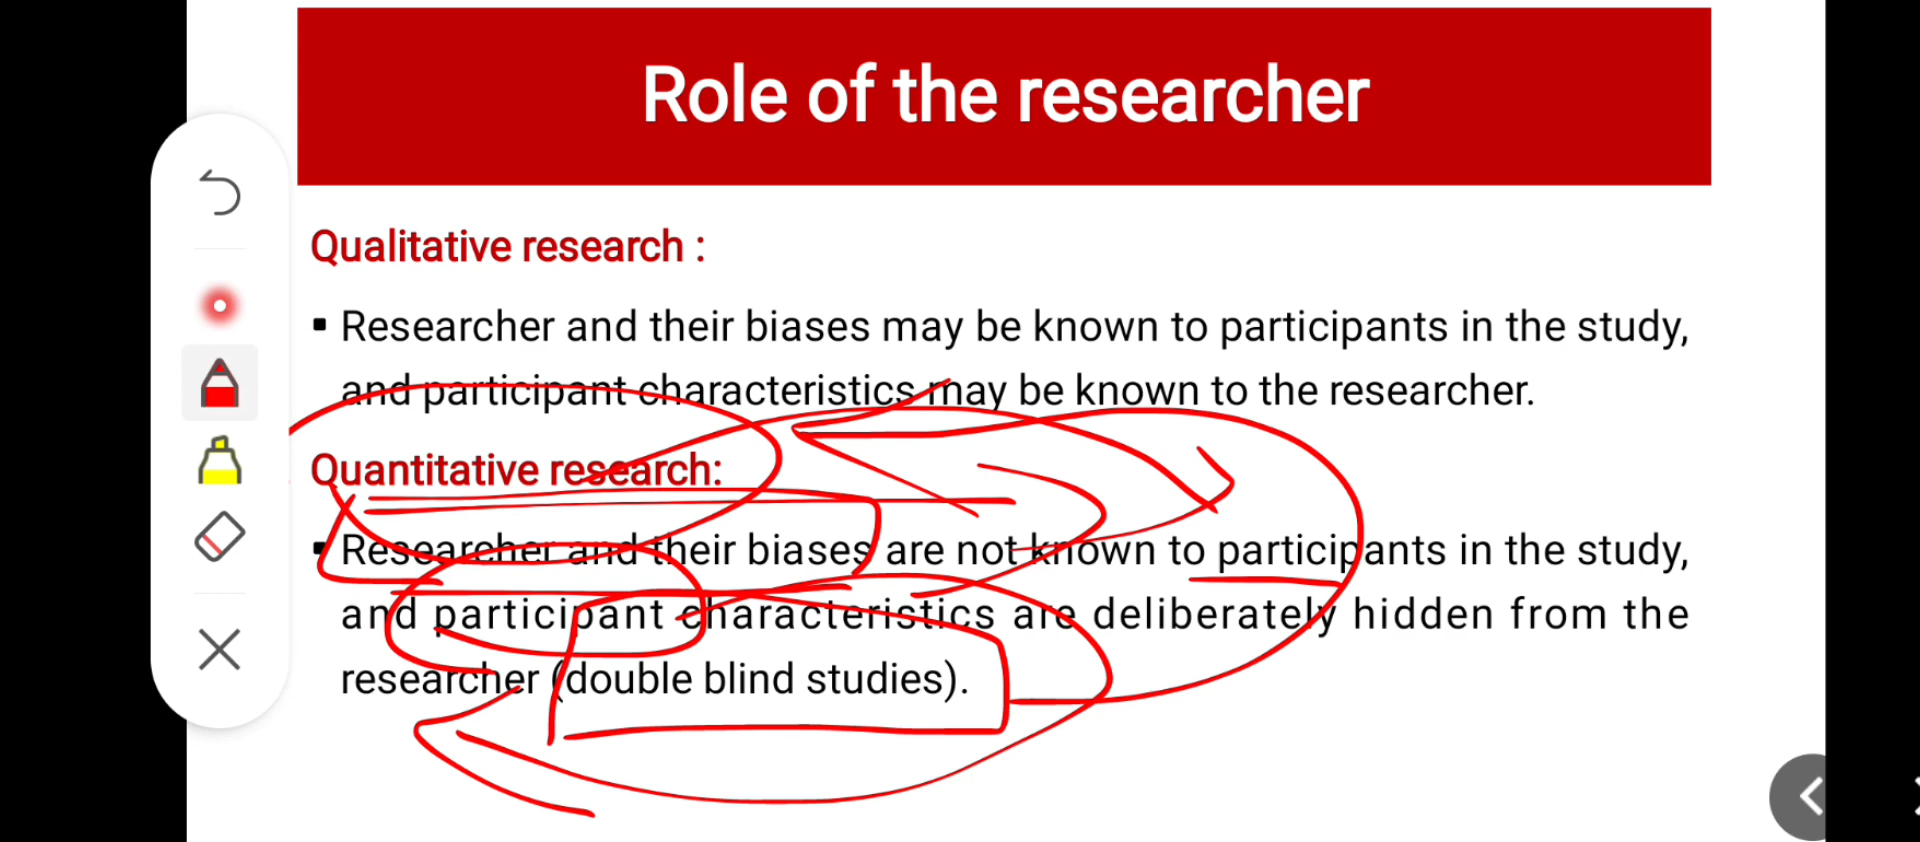 Role of the researcher
Qualitative research :
▪ Researcher and their biases may be known to participants in the study,
and participant characteristics may be known to the researcher.
Quantitative research:
▪ Researcher and their biases are not known to participants in the study,
and participant characteristics are deliberately hidden from the
researcher (double blind studies).